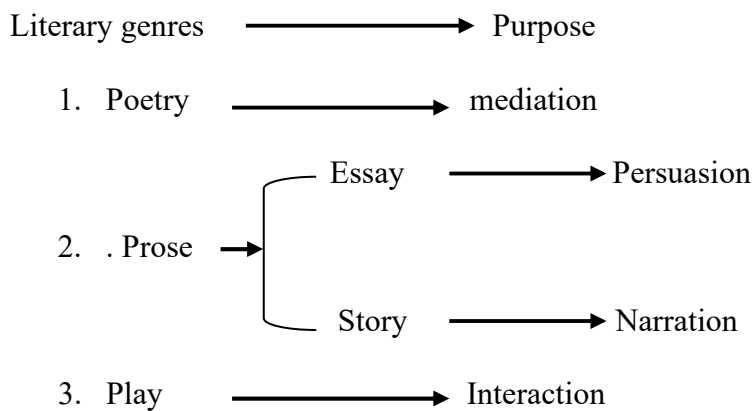 Literary genres Purpose
1. Poetry mediation
Essay Persuasion
2. . Prose
Story Narration
3. Play Interaction